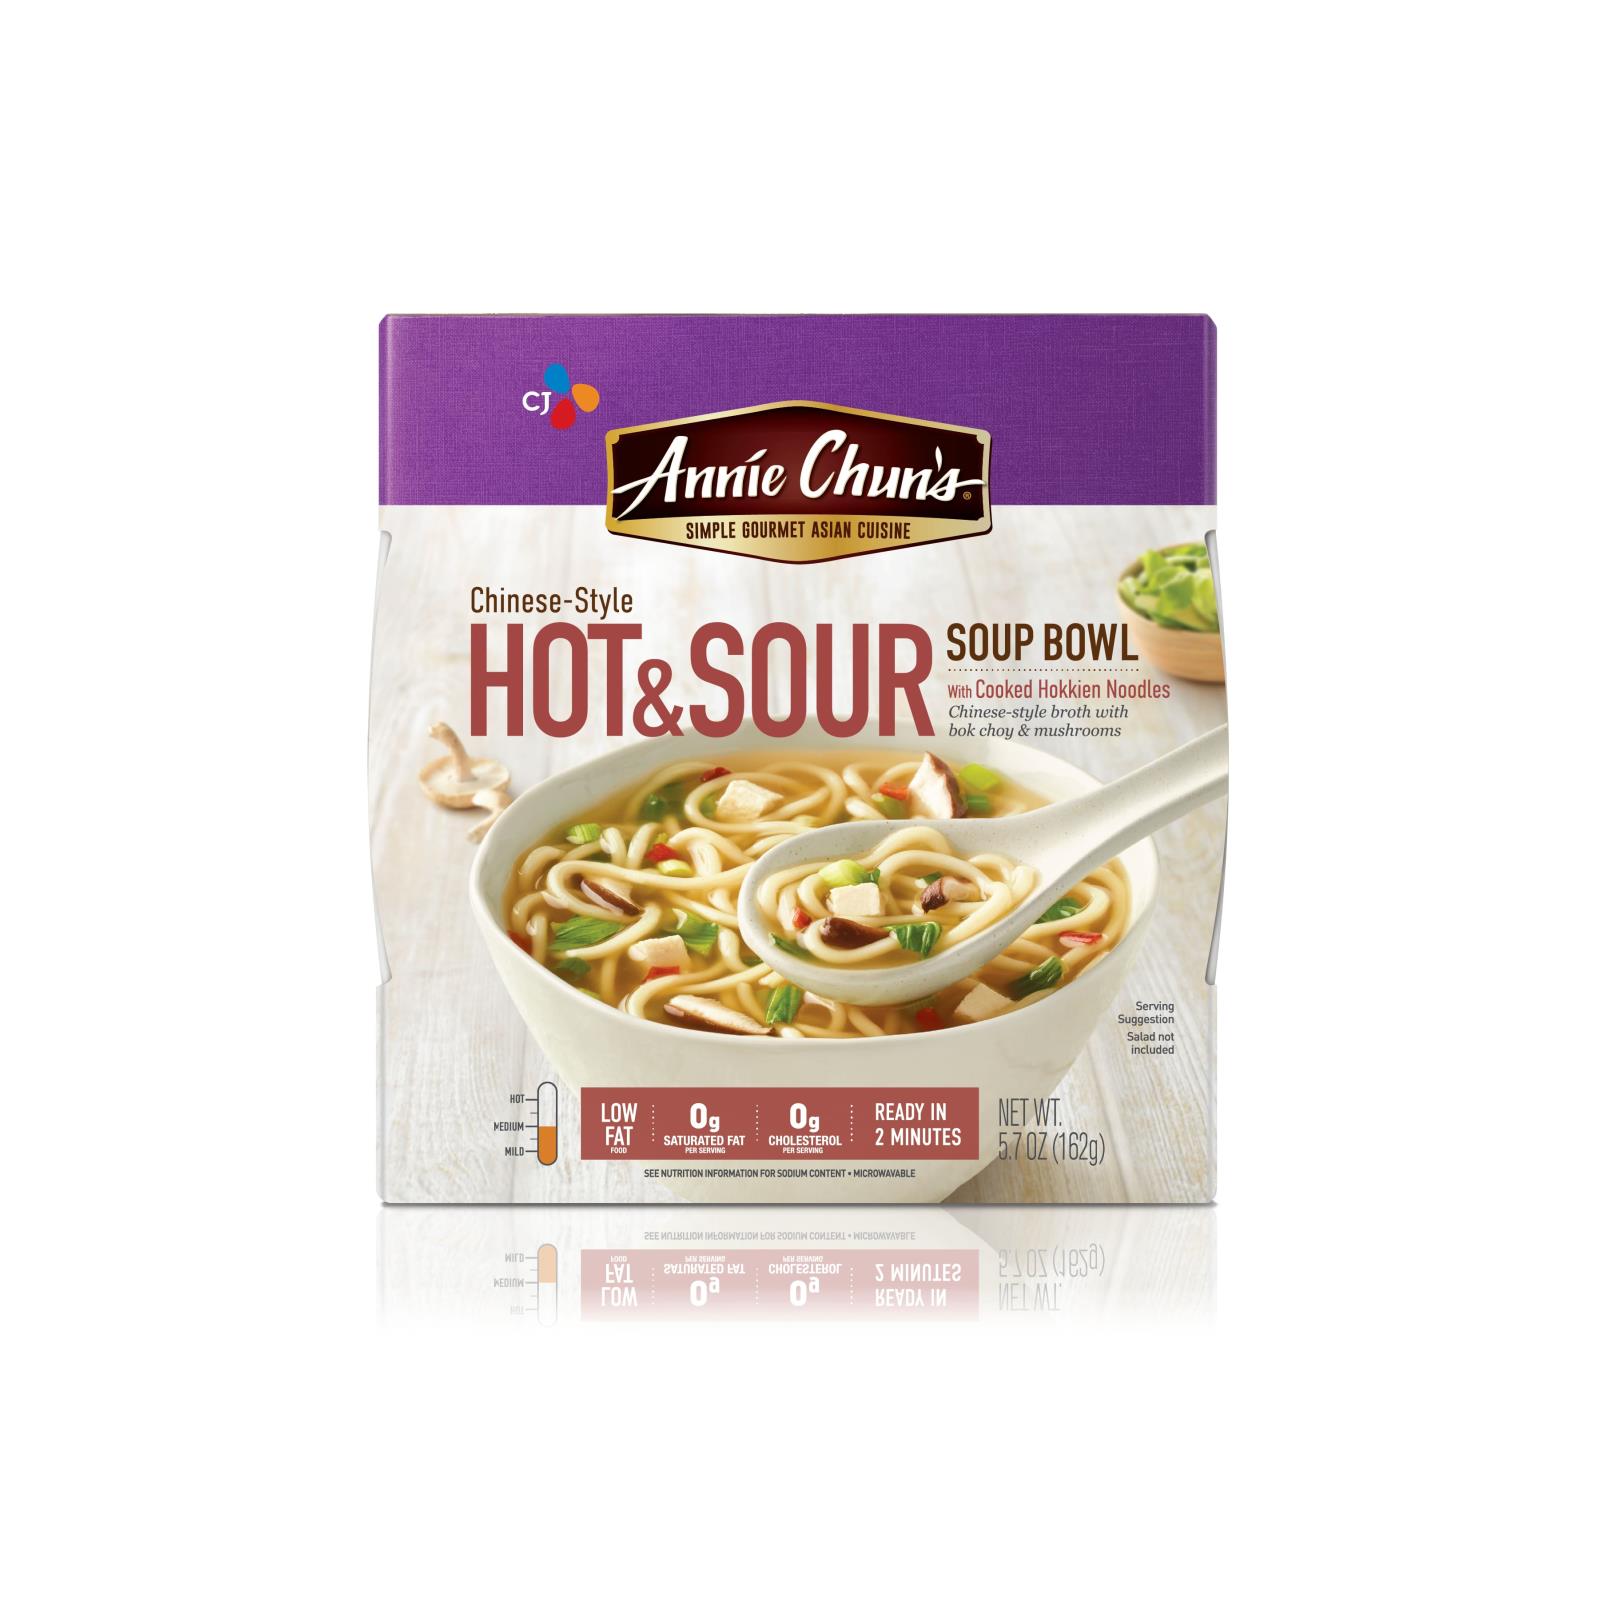 CJ
Annie Chun's®
SIMPLE GOURMET ASIAN CUISINE
Chinese-Style
HOT & SOUR
SOUP BOWL
With Cooked Hokkien Noodles
Chinese-style broth with
bok choy & mushrooms
Serving
Suggestion
Salad not
included
HOT
MEDIUM
MILD
LOW
FAT
FOOD
0g
SATURATED FAT
PER SERVING
0g
CHOLESTEROL
PER SERVING
READY IN
2 MINUTES
NET WT.
5.7 OZ (162g)
SEE NUTRITION INFORMATION FOR SODIUM CONTENT • MICROWAVABLE